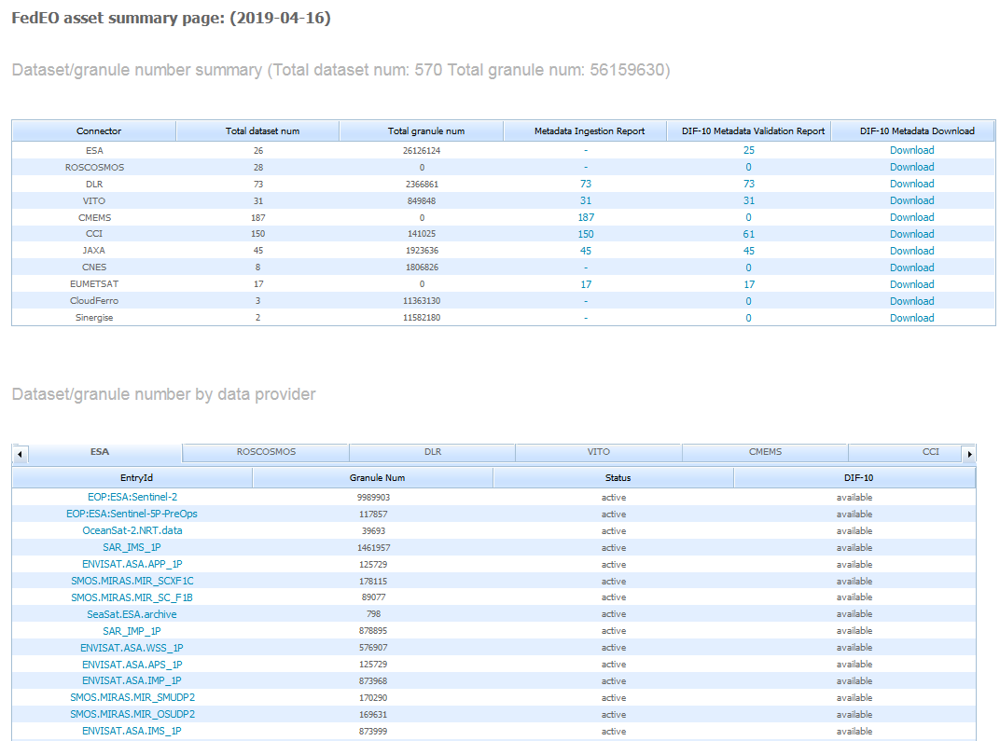 FedEO asset summary page: (2019-04-16)
Dataset/granule number summary (Total dataset num: 570 Total granule num: 56159630)
Connector Total dataset num Total granule num Metadata Ingestion Report DIF-10 Metadata Validation Report DIF-10 Metadata Download
ESA 26 26126124 - 25 Download
ROSCOSMOS 28 0 - 0 Download
DLR 73 2366861 73 73 Download
VITO 31 849848 31 31 Download
CMEMS 187 0 187 0 Download
CCI 150 141025 150 61 Download
JAXA 45 1923636 45 45 Download
CNES 8 1806826 - 0 Download
EUMETSAT 17 0 17 17 Download
CloudFerro 3 11363130 - 0 Download
Sinergise 2 11582180 - 0 Download
Dataset/granule number by data provider
ESA ROSCOSMOS DLR VITO CMEMS CCI
EntryId Granule Num Status DIF-10
EOP:ESA:Sentinel-2 9989903 active available
EOP:ESA:Sentinel-5P-PreOps 117857 active available
OceanSat-2.NRT.data 39693 active available
SAR_IMS_1P 1461957 active available
ENVISAT.ASA.APP_1P 125729 active available
SMOS.MIRAS.MIR_SCXF1C 178115 active available
SMOS.MIRAS.MIR_SC_F1B 89077 active available
SeaSat.ESA.archive 798 active available
SAR_IMP_1P 878895 active available
ENVISAT.ASA.WSS_1P 576907 active available
ENVISAT.ASA.APS_1P 125729 active available
ENVISAT.ASA.IMP_1P 873968 active available
SMOS.MIRAS.MIR_SMUDP2 170290 active available
SMOS.MIRAS.MIR_OSUDP2 169631 active available
ENVISAT.ASA.IMS_1P 873999 active available